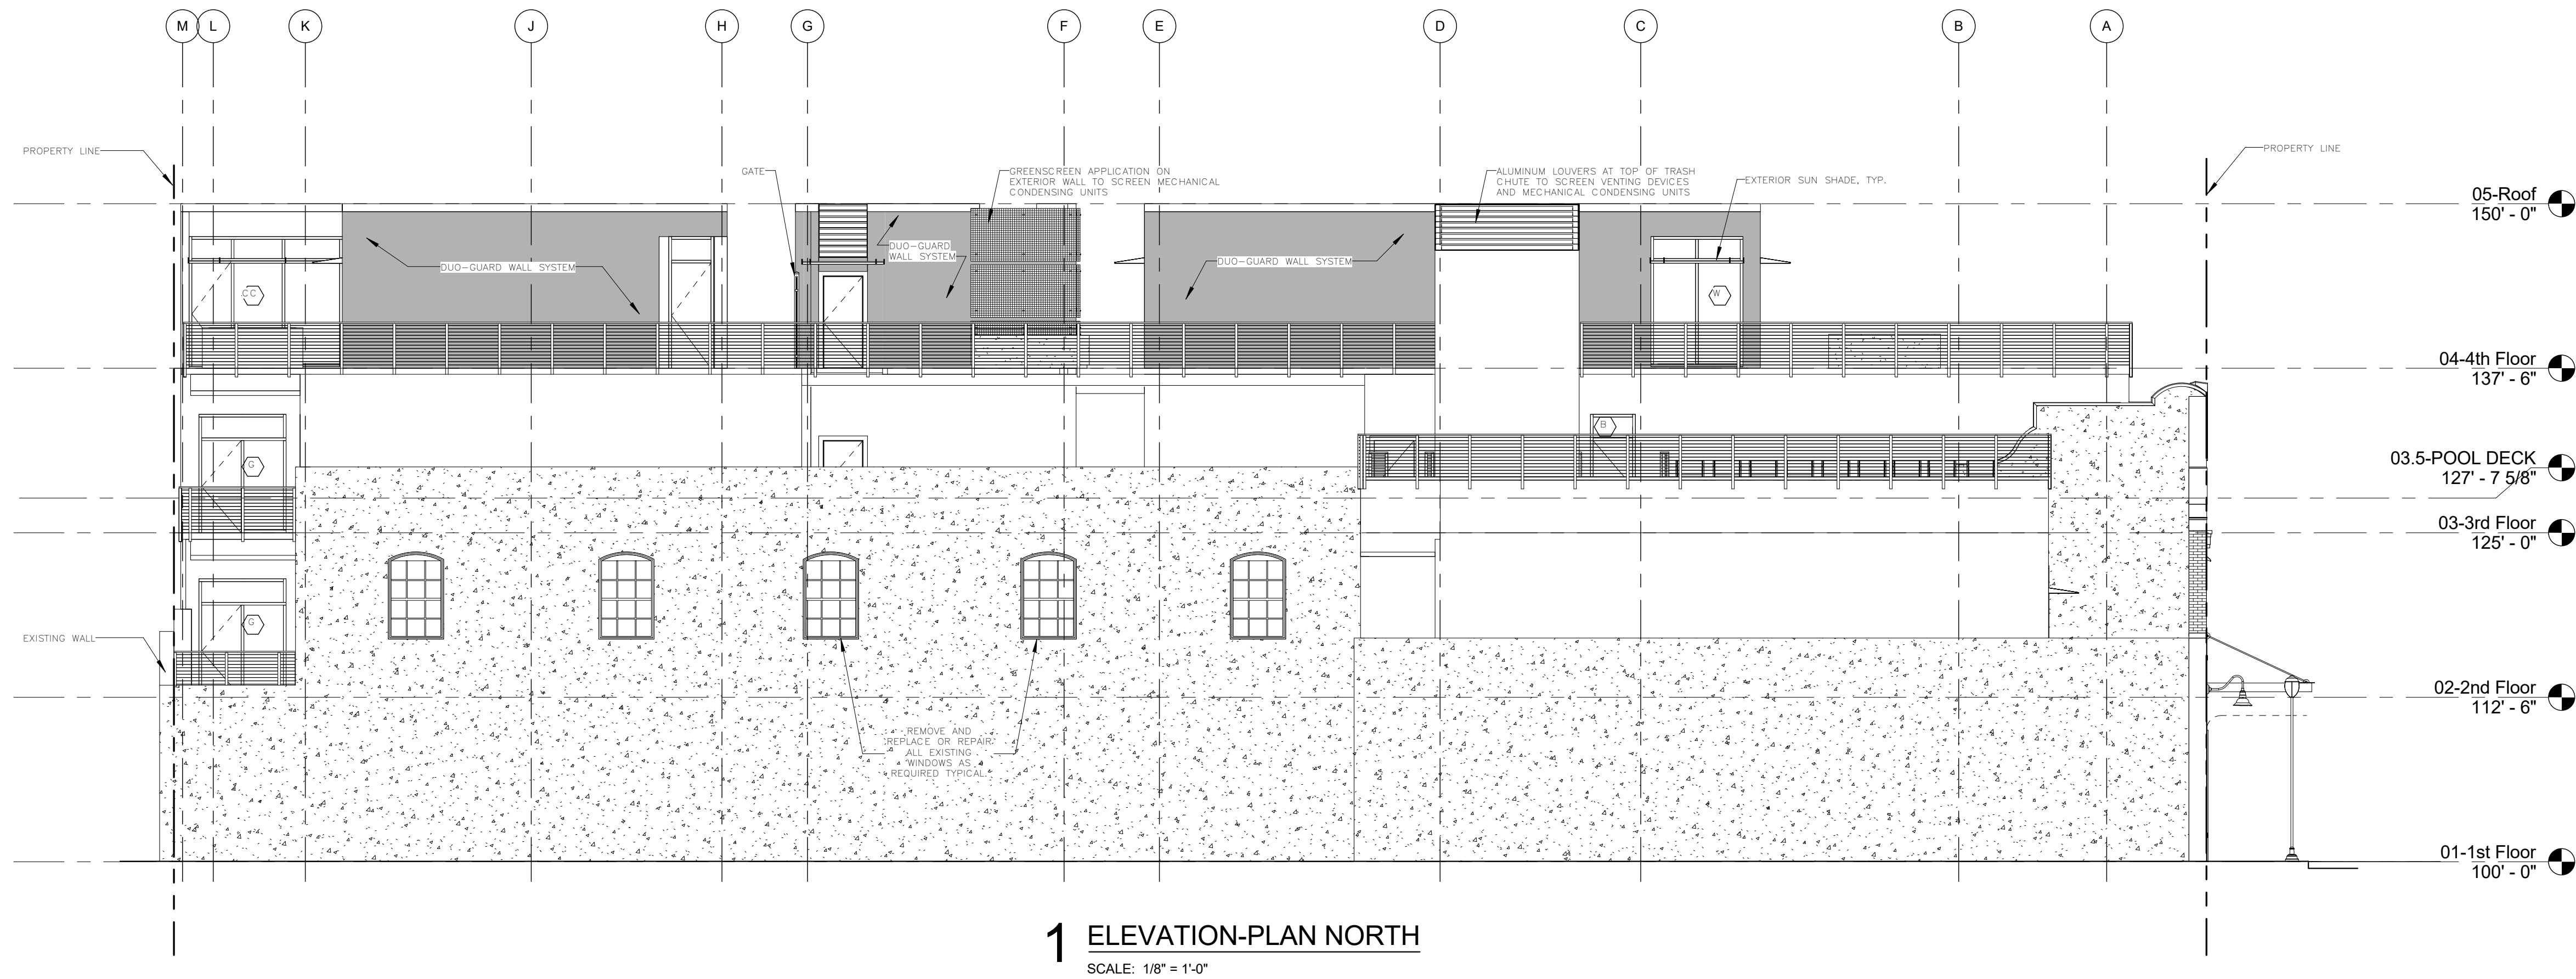 M L K J H G F E D C B A
PROPERTY LINE
GATE
GREENSCREEN APPLICATION ON
EXTERIOR WALL TO SCREEN MECHANICAL
CONDENSING UNITS
ALUMINUM LOUVERS AT TOP OF TRASH
CHUTE TO SCREEN VENTING DEVICES
AND MECHANICAL CONDENSING UNITS
EXTERIOR SUN SHADE, TYP.
PROPERTY LINE
05-Roof
150' - 0"
DUO-GUARD
WALL SYSTEM
DUO-GUARD WALL SYSTEM
DUO-GUARD WALL SYSTEM
CC
W
04-4th Floor
137' - 6"
B
G
03.5-POOL DECK
127' - 7 5/8"
03-3rd Floor
125' - 0"
G
EXISTING WALL
02-2nd Floor
112' - 6"
REMOVE AND
REPLACE OR REPAIR
ALL EXISTING
WINDOWS AS
REQUIRED TYPICAL.
01-1st Floor
100' - 0"
1 ELEVATION-PLAN NORTH
SCALE: 1/8" = 1'-0"